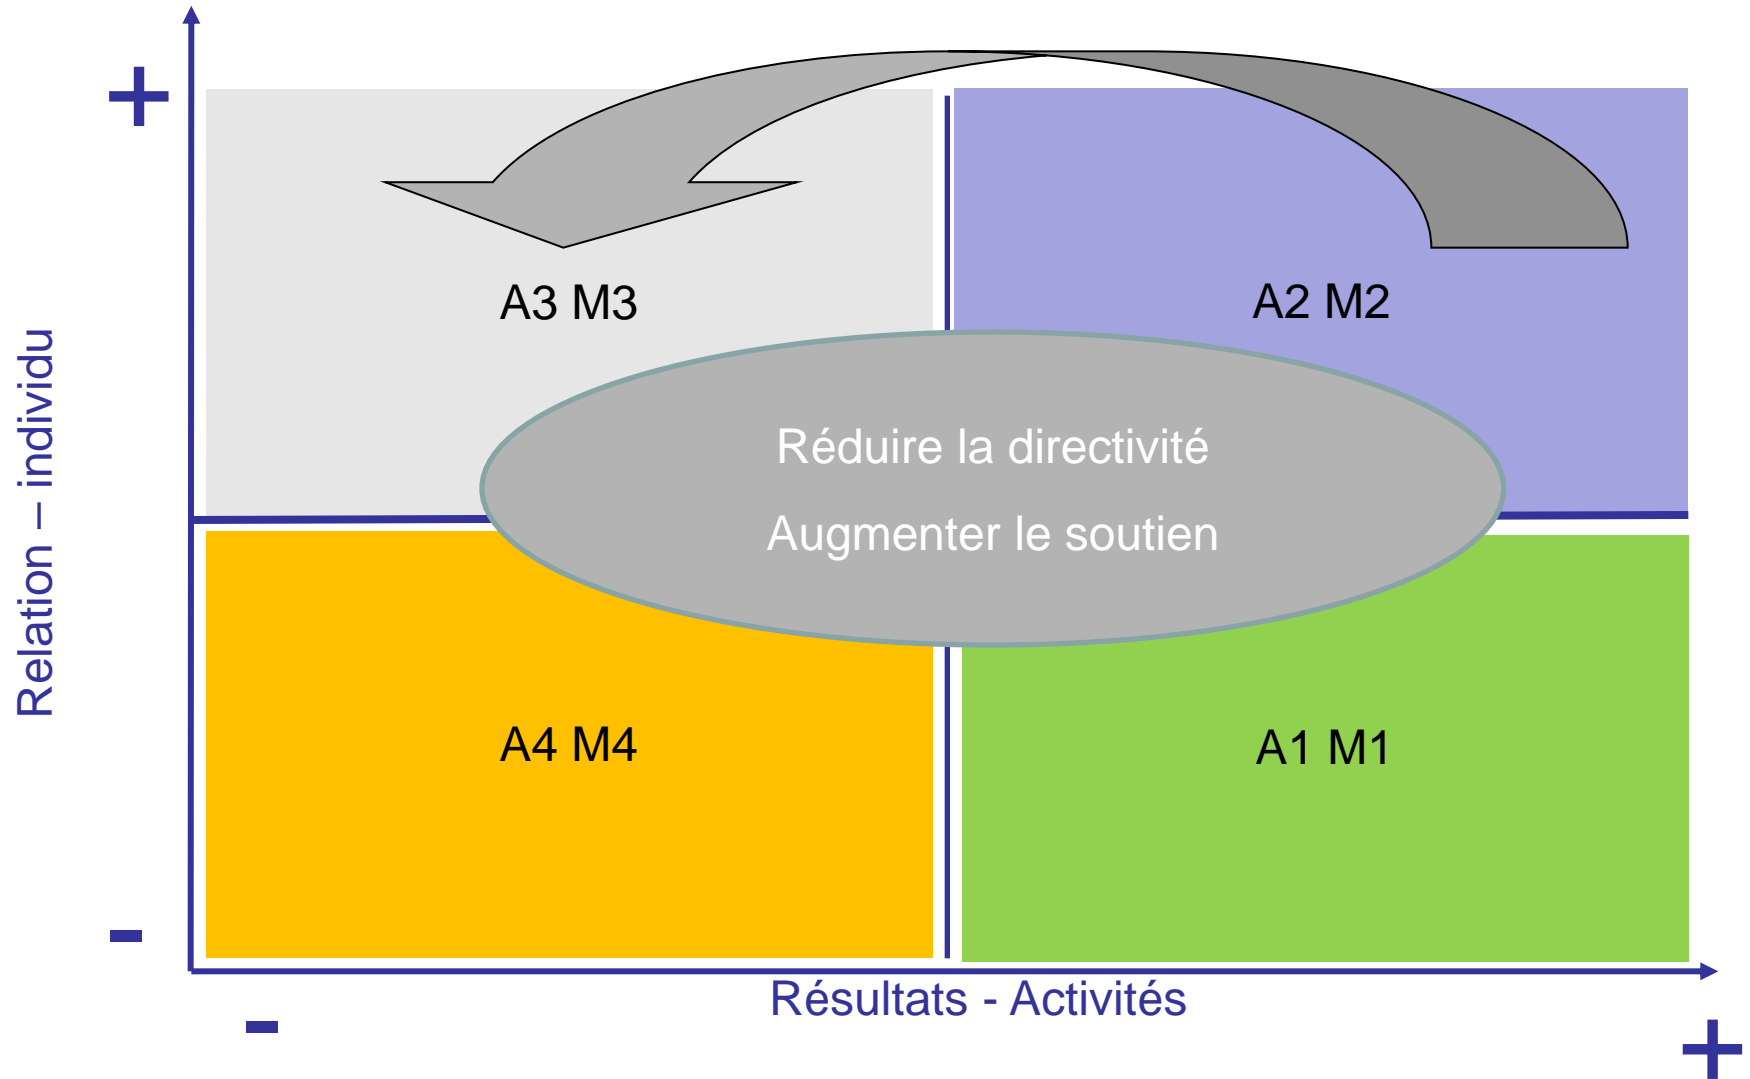 +
A3 M3
A2 M2
Relation – individu
Réduire la directivité
Augmenter le soutien
A4 M4
A1 M1
-
Résultats - Activités
-
+